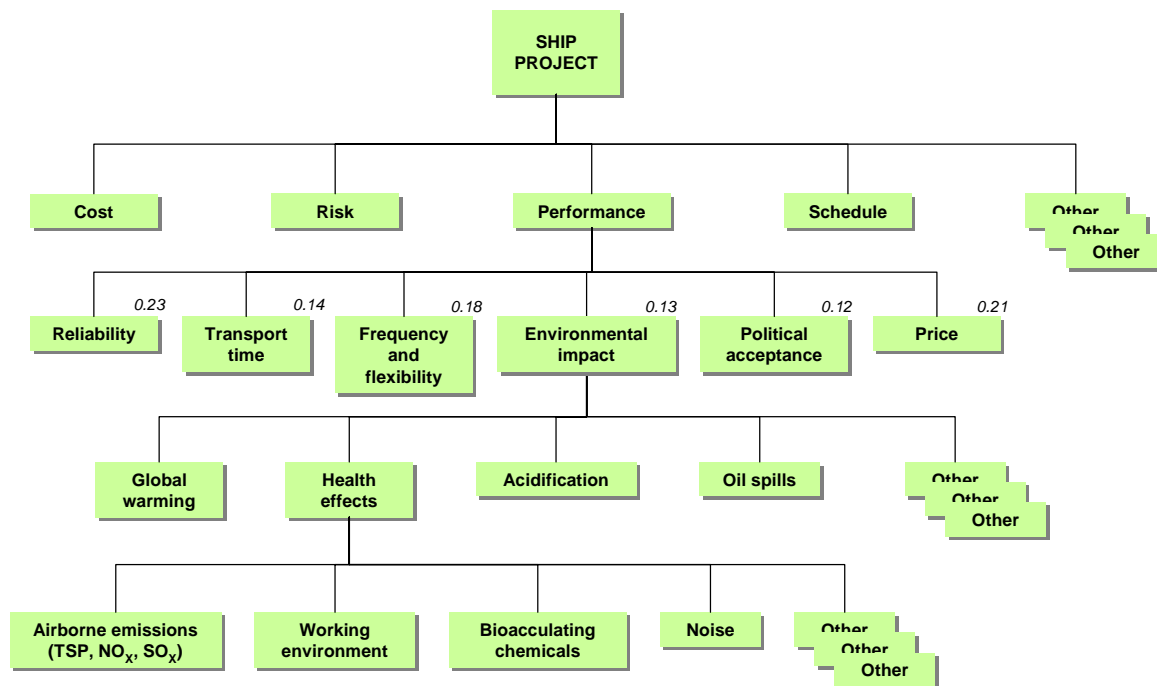 SHIP
PROJECT
Cost
Risk
Performance
Schedule
Other
Other
Other
0.23
0.14
0.18
0.13
0.12
0.21
Reliability
Transport
time
Frequency
and
flexibility
Environmental
impact
Political
acceptance
Price
Global
warming
Health
effects
Acidification
Oil spills
Other
Other
Other
Airborne emissions
(TSP, NOX, SOX)
Working
environment
Bioacculating
chemicals
Noise
Other
Other
Other